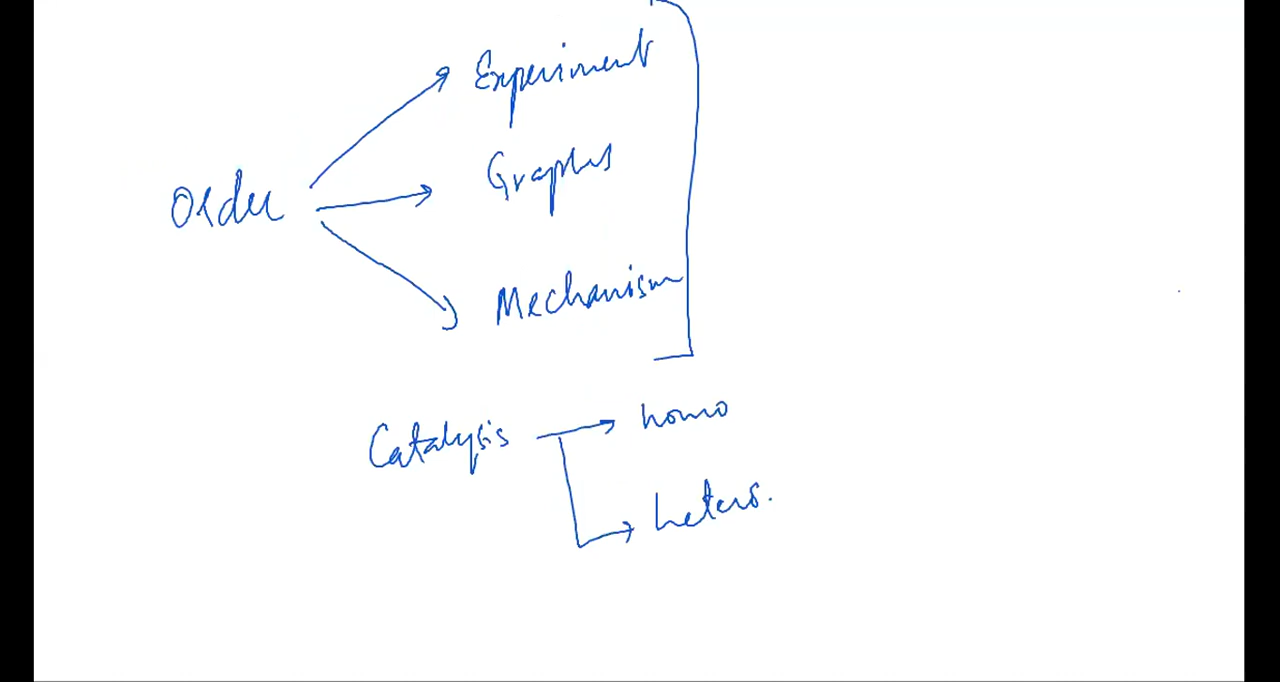 Experiment
Graphs
Order
Mechanism
homo
Catalysis
hetero.